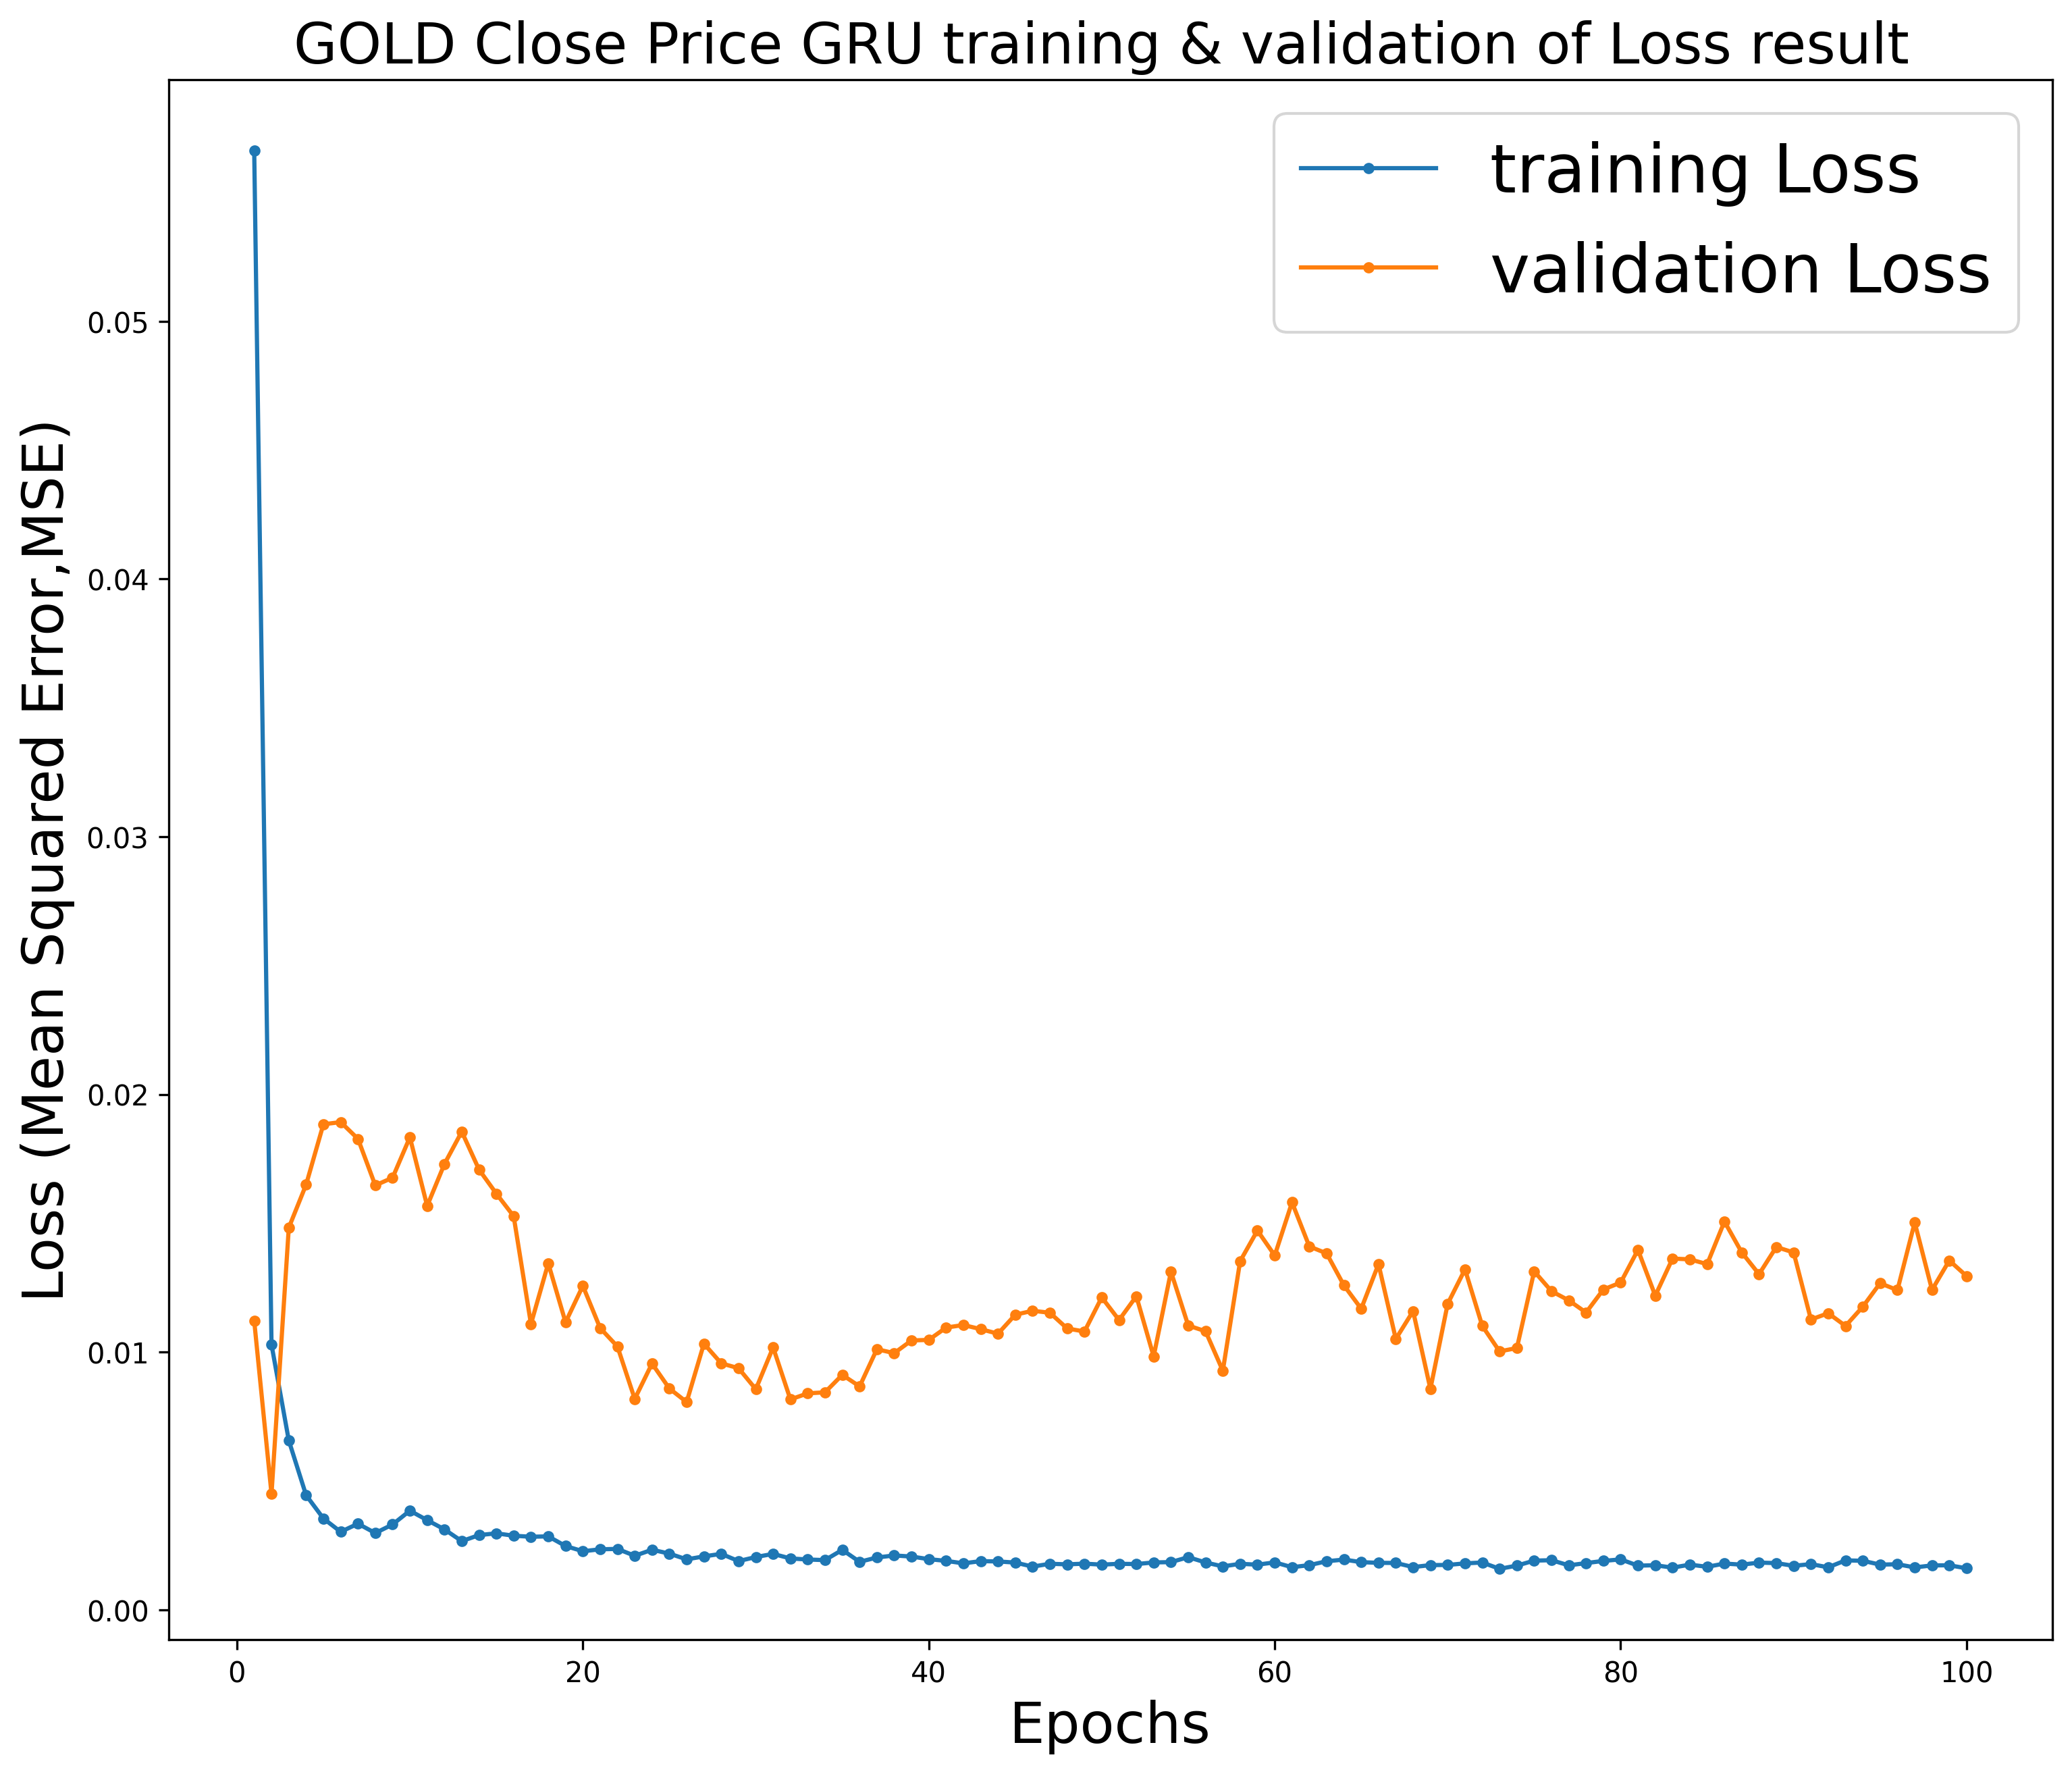 GOLD Close Price GRU training & validation of Loss result
training Loss
validation Loss
Loss (Mean Squared Error,MSE)
0.05
0.04
0.03
0.02
0.01
0.00
0 20 40 60 80 100
Epochs